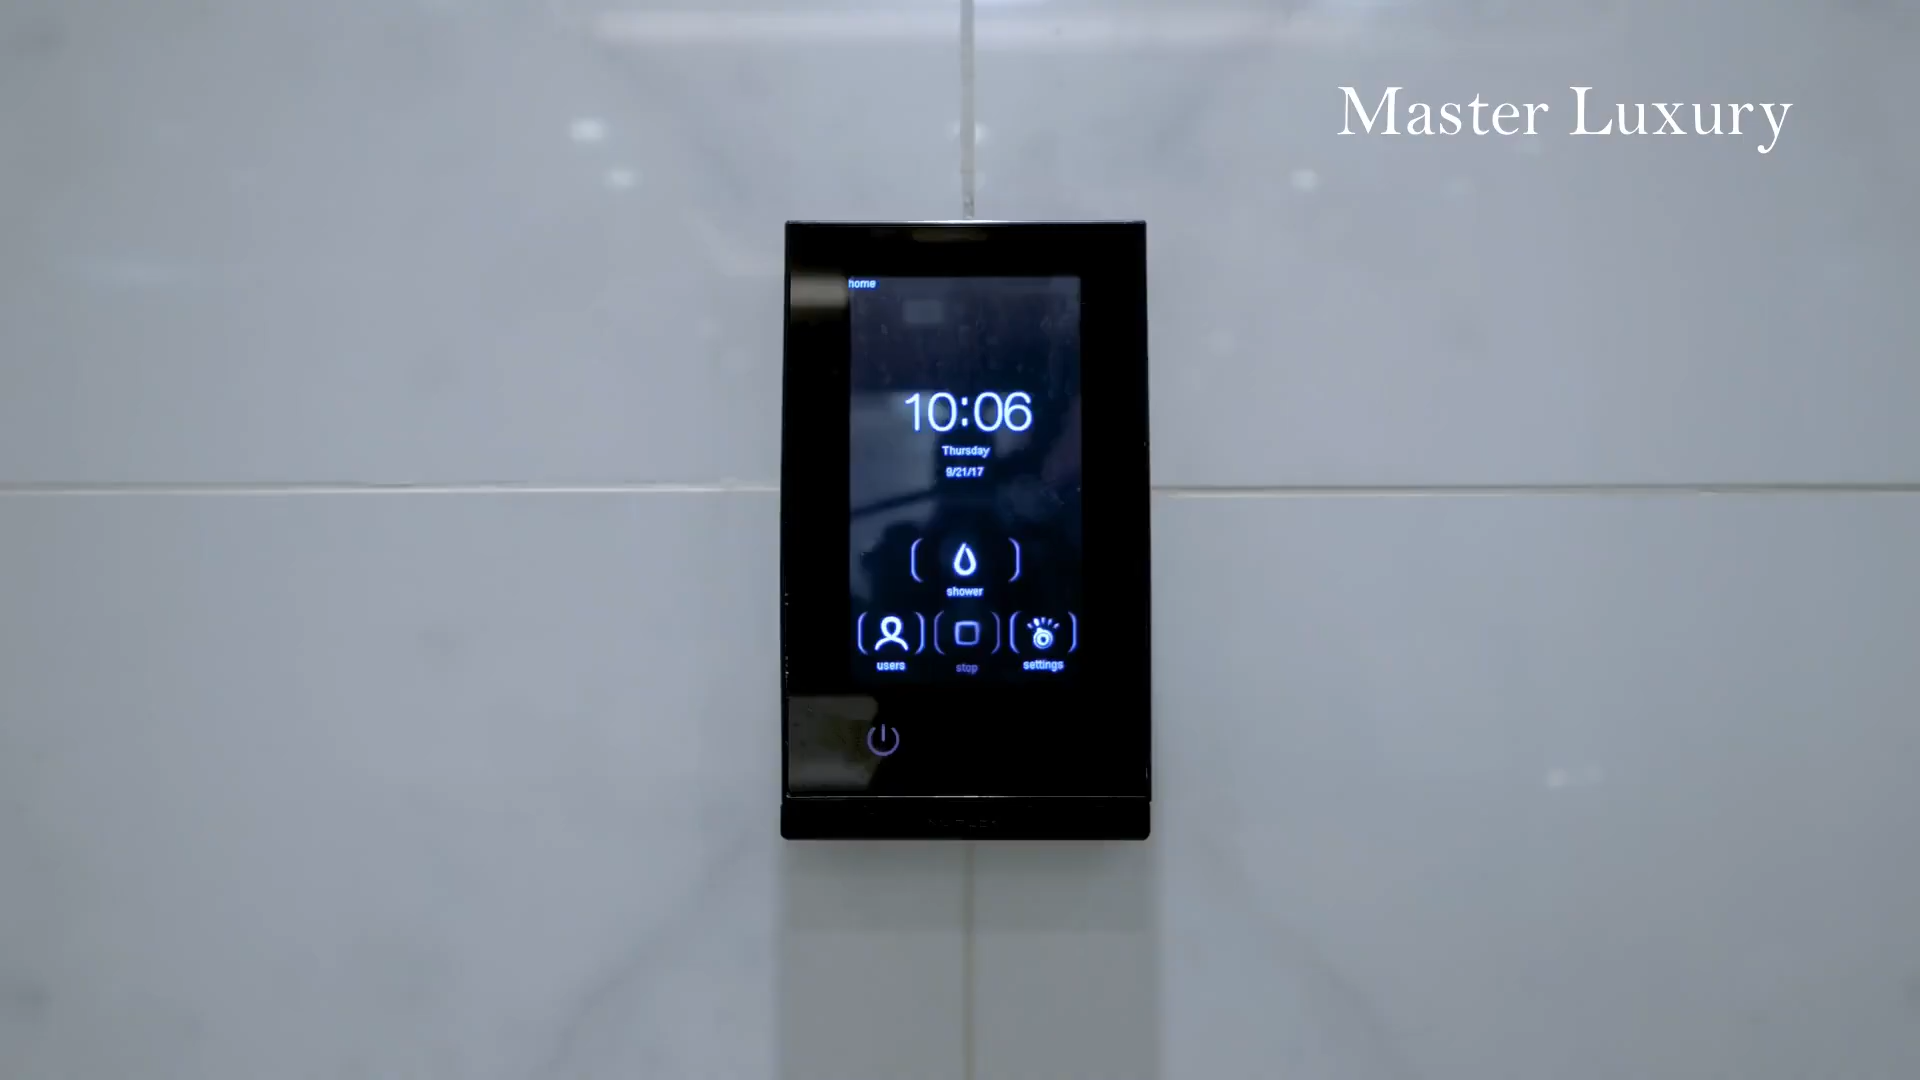 Master Luxury
home
10:06
Thursday
9/21/17
shower
users
stop
settings